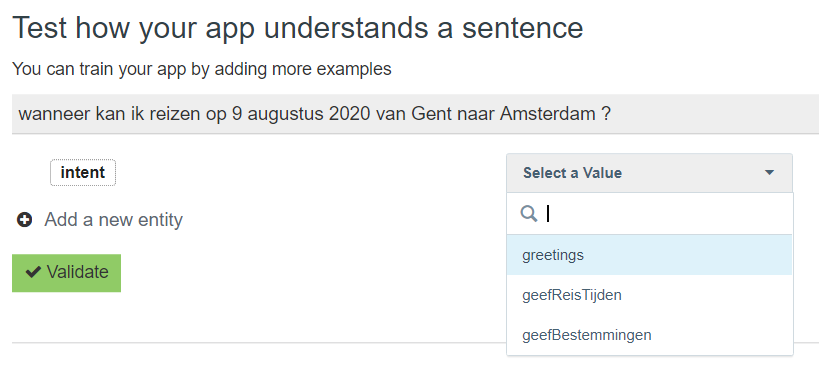 Test how your app understands a sentence
You can train your app by adding more examples
wanneer kan ik reizen op 9 augustus 2020 van Gent naar Amsterdam ?
intent
Select a Value
Add a new entity
greetings
Validate
geefReisTijden
geefBestemmingen